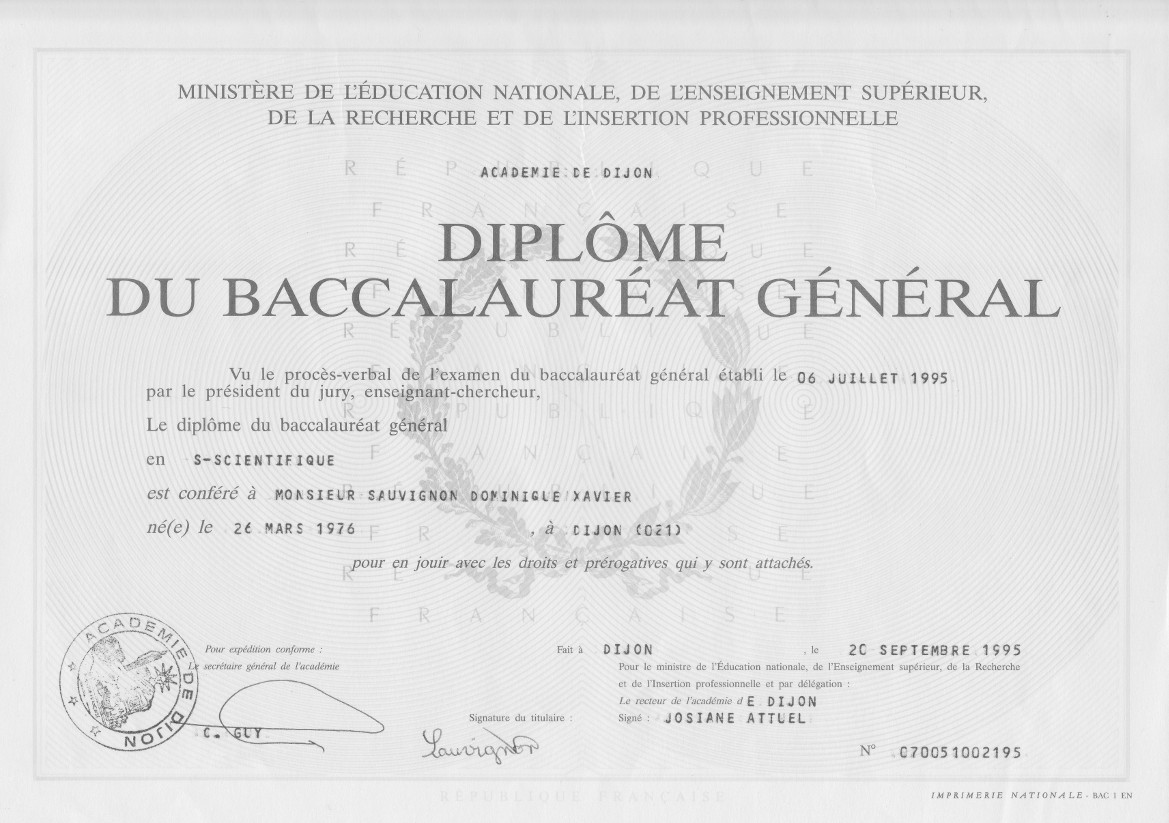 MINISTÈRE DE L'ÉDUCATION NATIONALE, DE L'ENSEIGNEMENT SUPÉRIEUR,
DE LA RECHERCHE ET DE L'INSERTION PROFESSIONNELLE
ACADEMIE DE DIJON
DIPLÔME
DU BACCALAURÉAT GÉNÉRAL
Vu le procès-verbal de l'examen du baccalauréat général établi le 06 JUILLET 1995
par le président du jury, enseignant-chercheur,
Le diplôme du baccalauréat général
en S-SCIENTIFIQUE
est conféré à MONSIEUR SAUVIGNON DOMINIQUE XAVIER
né(e) le 26 MARS 1976, à DIJON (021)
pour en jouir avec les droits et prérogatives qui y sont attachés.
ACADEMIE DE DIJON
Pour expédition conforme :
Le secrétaire général de l'académie
C. GUY
Signature du titulaire :
Sauvignon
Fait à DIJON, le 20 SEPTEMBRE 1995
Pour le ministre de l'Éducation nationale, de l'Enseignement supérieur, de la Recherche
et de l'Insertion professionnelle et par délégation :
Le recteur de l'académie dE DIJON
Signé : JOSIANE ATTUEL
N° 070051002195
RÉPUBLIQUE FRANÇAISE
IMPRIMERIE NATIONALE - BAC 1 EN